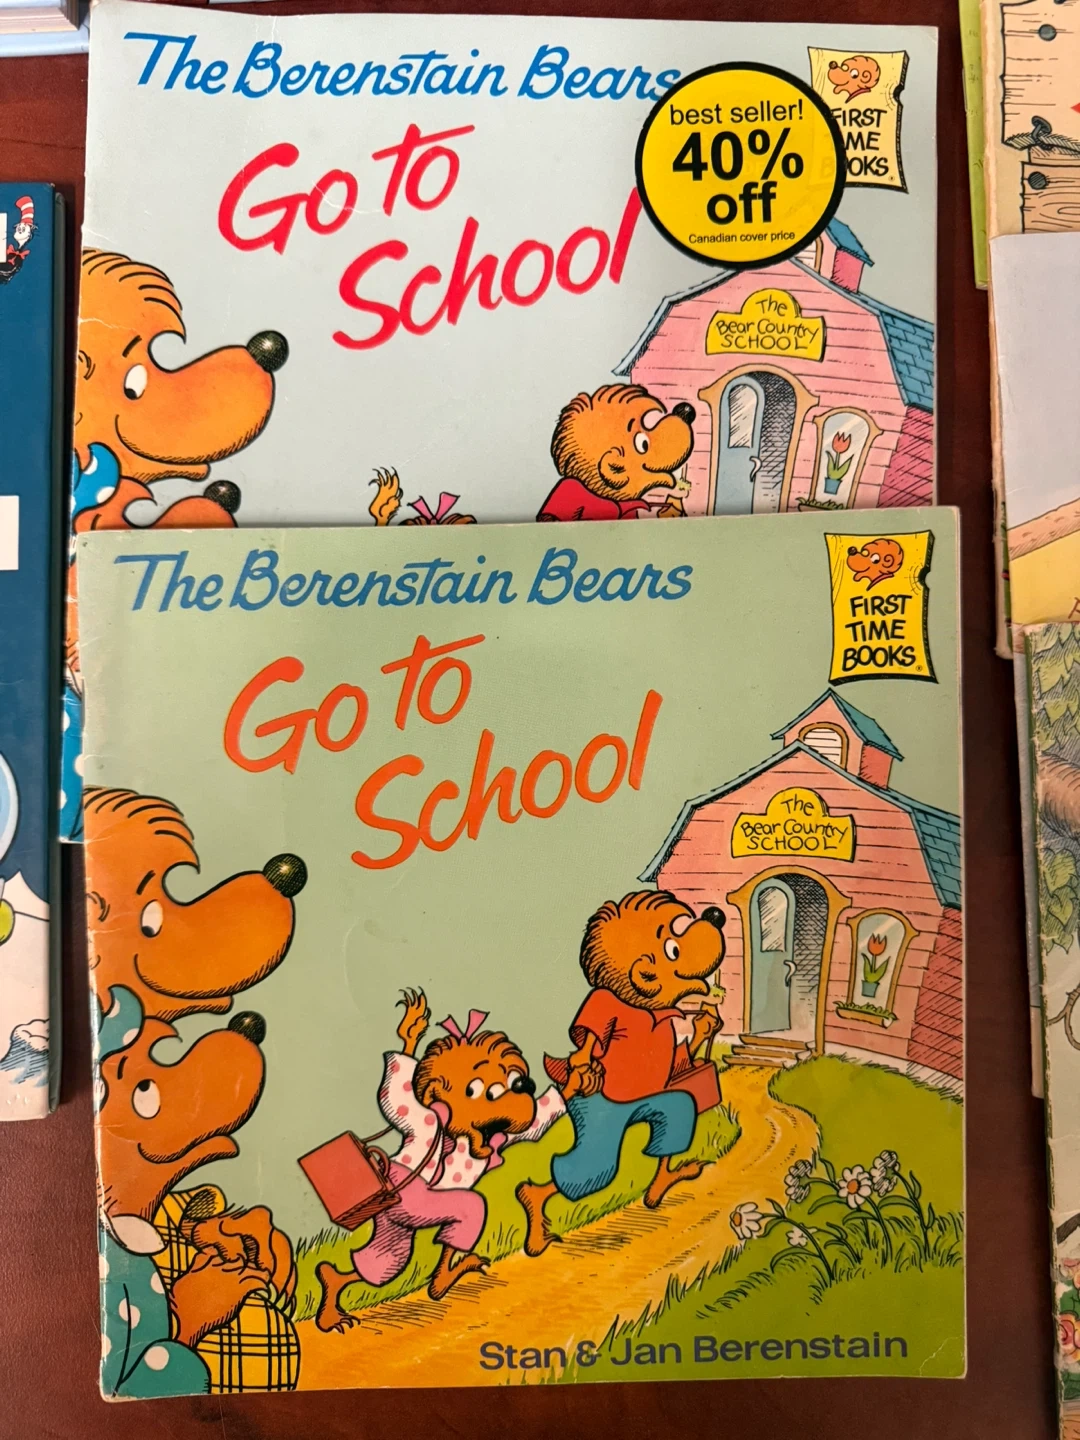 The Berenstain Bears
Go to
School
best seller!
40%
off
Canadian cover price
FIRST
ME
OOKS
The
Bear Country
SCHOOL
The Berenstain Bears
Go to
School
FIRST
TIME
BOOKS
The
Bear Country
SCHOOL
Stan & Jan Berenstain